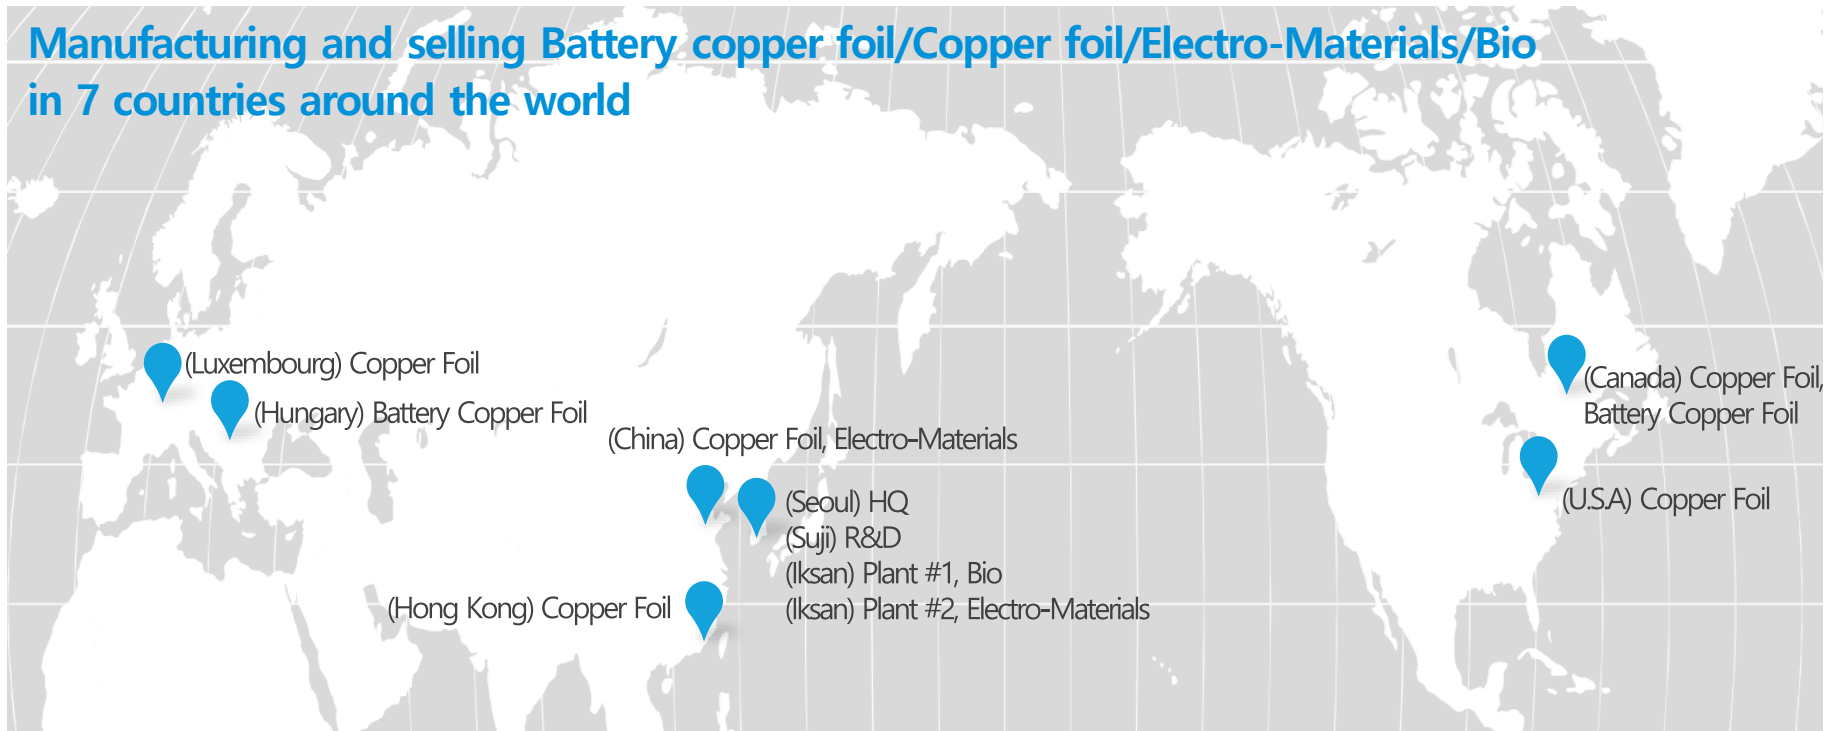 Manufacturing and selling Battery copper foil/Copper foil/Electro-Materials/Bio
in 7 countries around the world
(Luxembourg) Copper Foil
(Hungary) Battery Copper Foil
(China) Copper Foil, Electro-Materials
(Seoul) HQ
(Suji) R&D
(Iksan) Plant #1, Bio
(Iksan) Plant #2, Electro-Materials
(Hong Kong) Copper Foil
(Canada) Copper Foil,
Battery Copper Foil
(U.S.A) Copper Foil